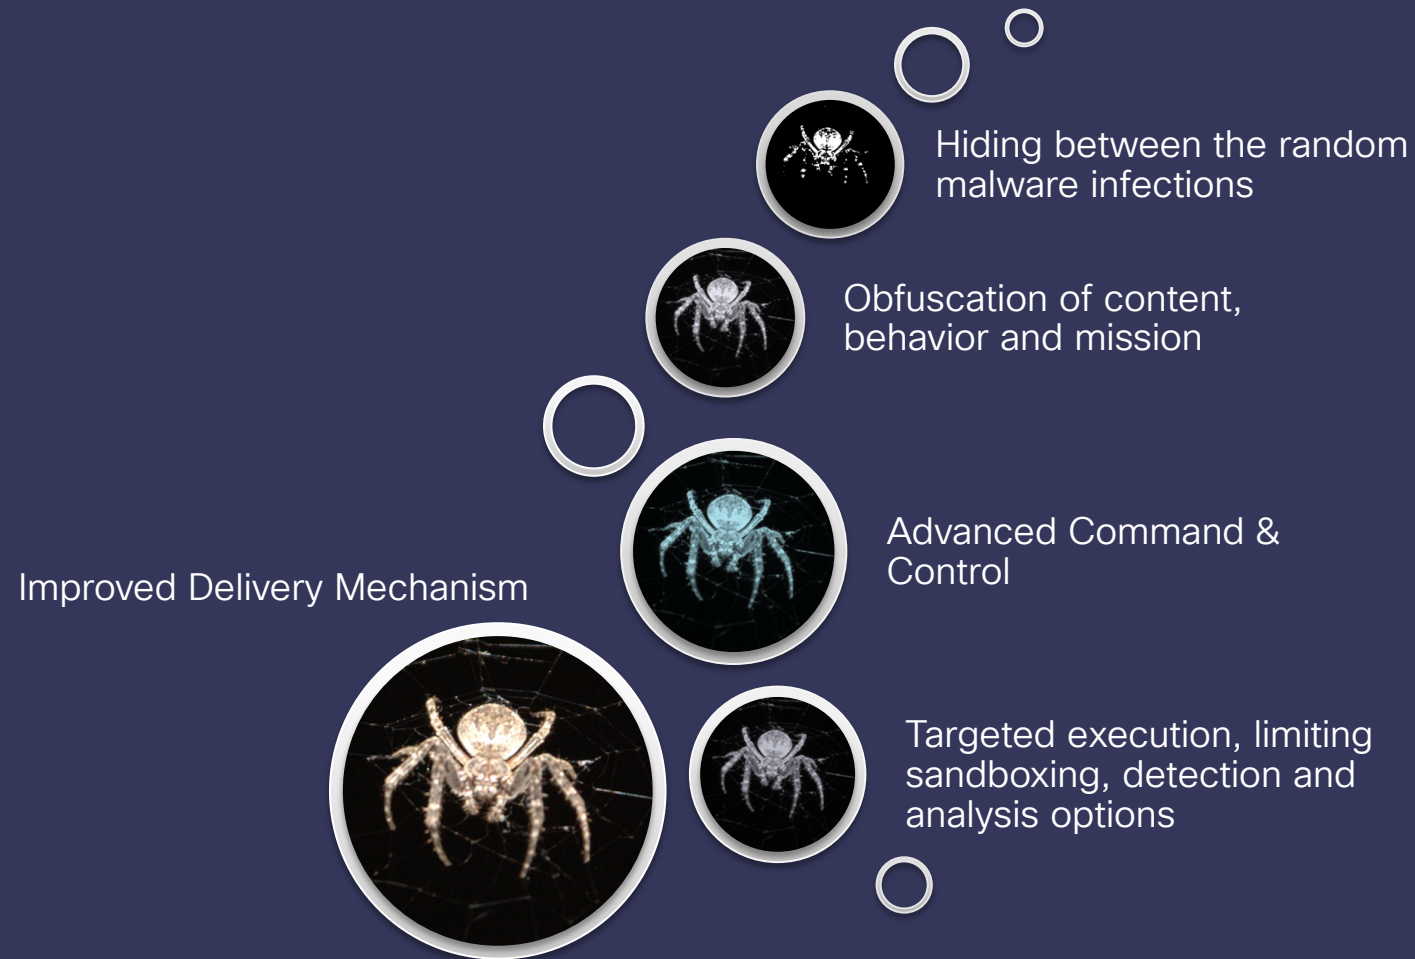 Hiding between the random
malware infections
Obfuscation of content,
behavior and mission
Advanced Command &
Control
Improved Delivery Mechanism
Targeted execution, limiting
sandboxing, detection and
analysis options